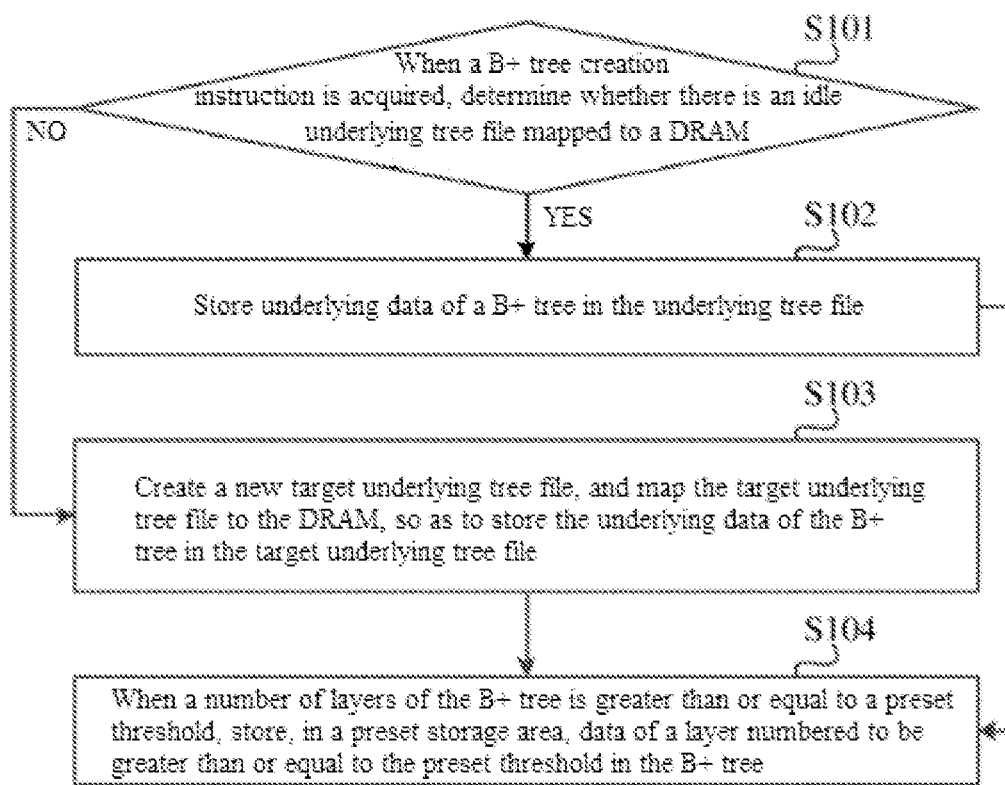 S101
When a B+ tree creation
instruction is acquired, determine whether there is an idle
underlying tree file mapped to a DRAM
NO
YES
S102
Store underlying data of a B+ tree in the underlying tree file
S103
Create a new target underlying tree file, and map the target underlying
tree file to the DRAM, so as to store the underlying data of the B+
tree in the target underlying tree file
S104
When a number of layers of the B+ tree is greater than or equal to a preset
threshold, store, in a preset storage area, data of a layer numbered to be
greater than or equal to the preset threshold in the B+ tree